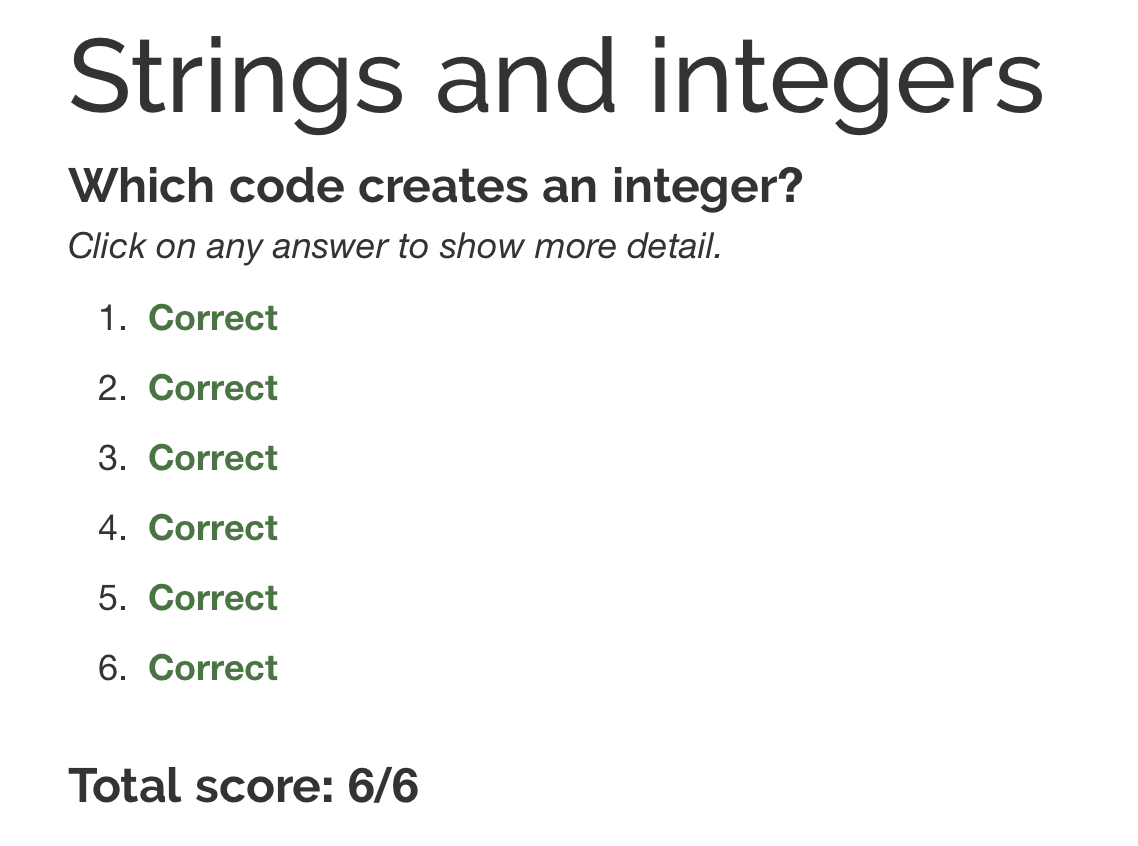 Strings and integers
Which code creates an integer?
Click on any answer to show more detail.
1. Correct
2. Correct
3. Correct
4. Correct
5. Correct
6. Correct
Total score: 6/6